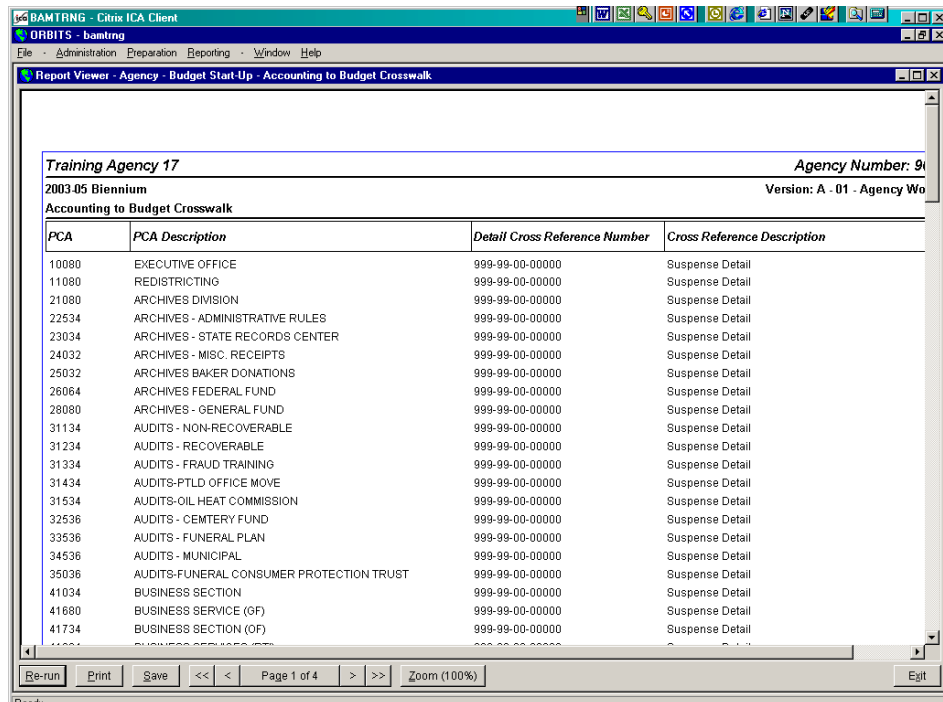 BAMTRNG - Citrix ICA Client
ORBITS - bamtrng
File - Administration Preparation Reporting - Window Help
Report Viewer - Agency - Budget Start-Up - Accounting to Budget Crosswalk
Training Agency 17 Agency Number: 90
2003-05 Biennium Version: A - 01 - Agency Wo
Accounting to Budget Crosswalk
PCA PCA Description Detail Cross Reference Number Cross Reference Description
10080 EXECUTIVE OFFICE 999-99-00-00000 Suspense Detail
11080 REDISTRICTING 999-99-00-00000 Suspense Detail
21080 ARCHIVES DIVISION 999-99-00-00000 Suspense Detail
22534 ARCHIVES - ADMINISTRATIVE RULES 999-99-00-00000 Suspense Detail
23034 ARCHIVES - STATE RECORDS CENTER 999-99-00-00000 Suspense Detail
24032 ARCHIVES - MISC. RECEIPTS 999-99-00-00000 Suspense Detail
25032 ARCHIVES BAKER DONATIONS 999-99-00-00000 Suspense Detail
26064 ARCHIVES FEDERAL FUND 999-99-00-00000 Suspense Detail
28080 ARCHIVES - GENERAL FUND 999-99-00-00000 Suspense Detail
31134 AUDITS - NON-RECOVERABLE 999-99-00-00000 Suspense Detail
31234 AUDITS - RECOVERABLE 999-99-00-00000 Suspense Detail
31334 AUDITS - FRAUD TRAINING 999-99-00-00000 Suspense Detail
31434 AUDITS-PTLD OFFICE MOVE 999-99-00-00000 Suspense Detail
31534 AUDITS-OIL HEAT COMMISSION 999-99-00-00000 Suspense Detail
32536 AUDITS - CEMTERY FUND 999-99-00-00000 Suspense Detail
33536 AUDITS - FUNERAL PLAN 999-99-00-00000 Suspense Detail
34536 AUDITS - MUNICIPAL 999-99-00-00000 Suspense Detail
35036 AUDITS-FUNERAL CONSUMER PROTECTION TRUST 999-99-00-00000 Suspense Detail
41034 BUSINESS SECTION 999-99-00-00000 Suspense Detail
41680 BUSINESS SERVICE (GF) 999-99-00-00000 Suspense Detail
41734 BUSINESS SECTION (OF) 999-99-00-00000 Suspense Detail
Re-run Print Save << < Page 1 of 4 > >> Zoom (100%) Exit